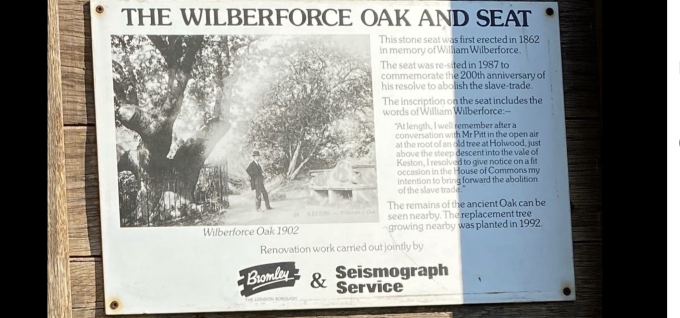 THE WILBERFORCE OAK AND SEAT
This stone seat was first erected in 1862
in memory of William Wilberforce.
The seat was re-sited in 1987 to
commemorate the 200th anniversary of
his resolve to abolish the slave-trade.
The inscription on the seat includes the
words of William Wilberforce:–
"At length, I well remember after a
conversation with Mr Pitt in the open air
at the root of an old tree at Holwood, just
above the steep descent into the vale of
Keston, I resolved to give notice on a fit
occasion in the House of Commons my
intention to bring forward the abolition
of the slave trade."
The remains of the ancient Oak can be
seen nearby. The replacement tree
growing nearby was planted in 1992.
Wilberforce Oak 1902
Renovation work carried out jointly by
Bromley
THE LONDON BOROUGH
& Seismograph
Service